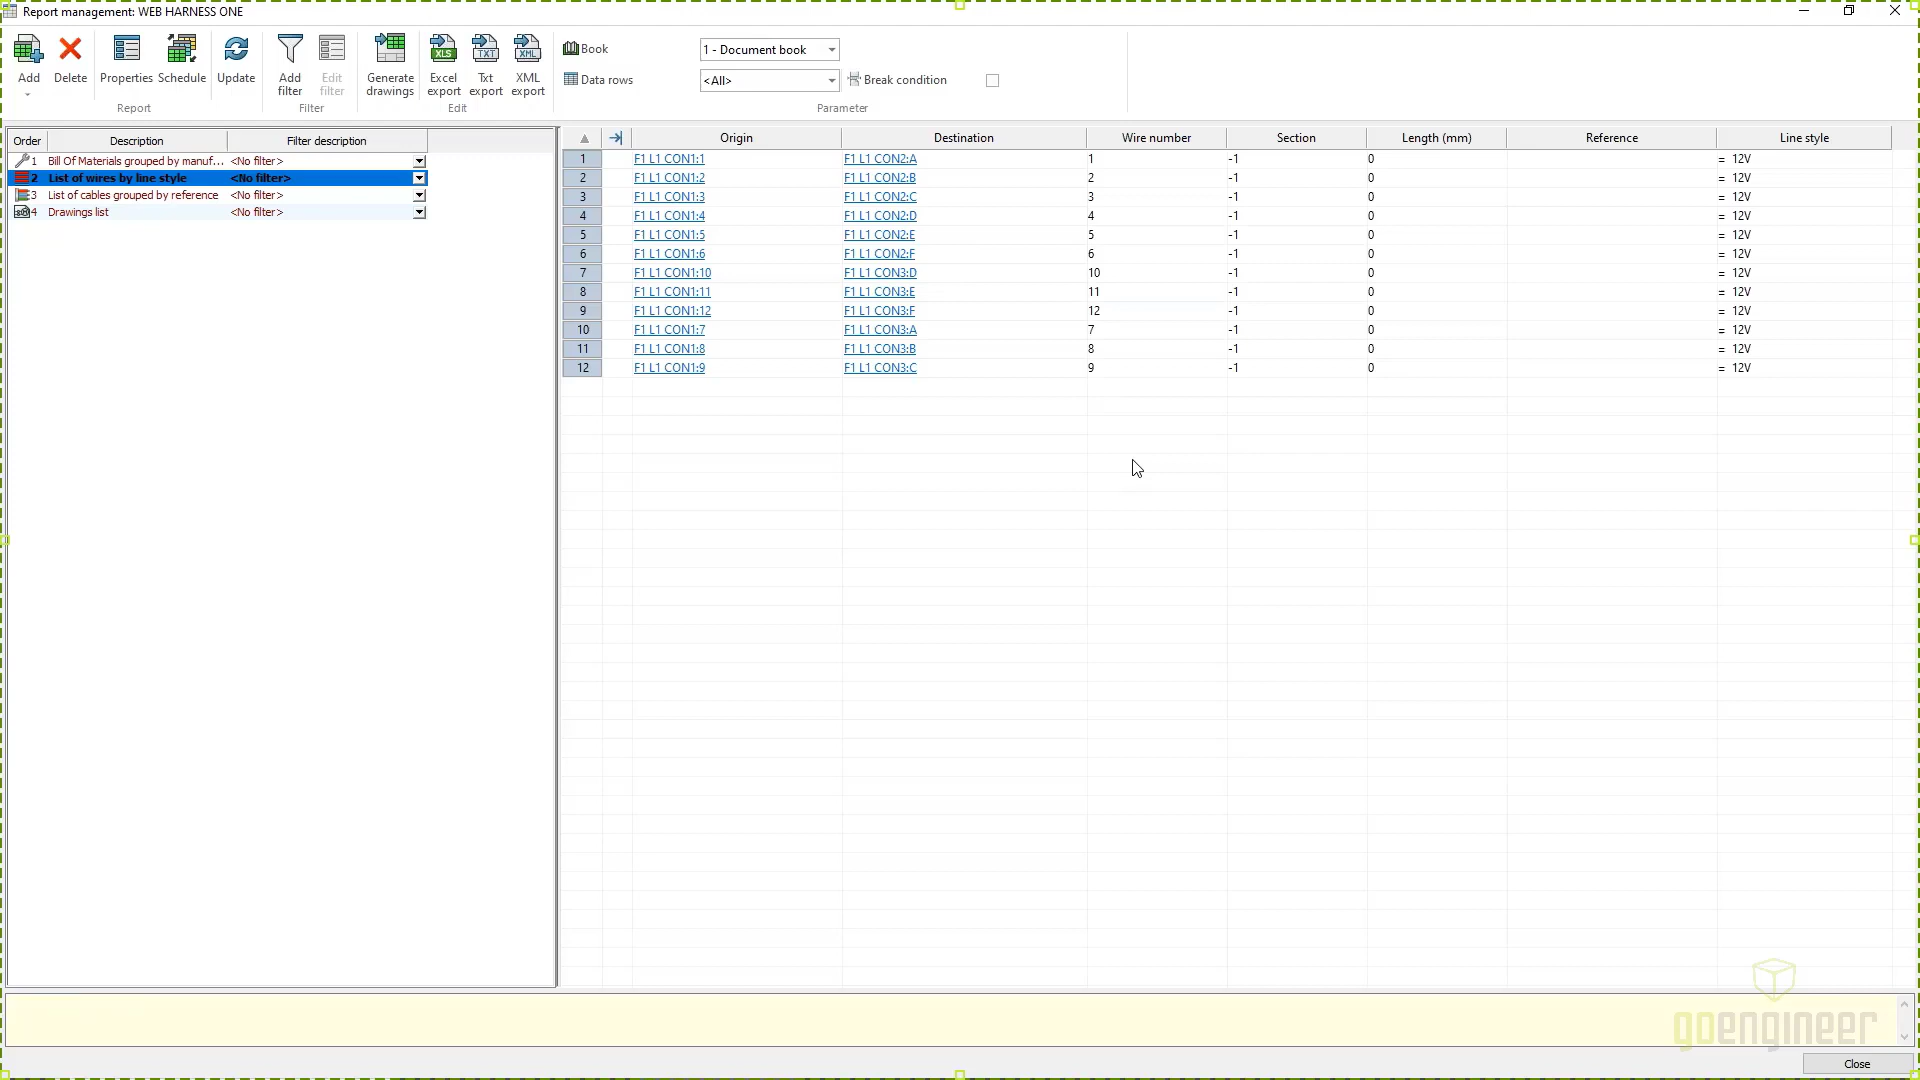 Report management: WEB HARNESS ONE
Add
Delete
Properties
Schedule
Update
Add filter
Edit filter
Generate drawings
XLS
Excel export
TXT
Txt export
XML
XML export
Book
1 - Document book
Data rows
<All>
Break condition
Report
Filter
Edit
Parameter
Order Description Filter description
1 Bill Of Materials grouped by manuf... <No filter>
2 List of wires by line style <No filter>
3 List of cables grouped by reference <No filter>
4 Drawings list <No filter>
Origin Destination Wire number Section Length (mm) Reference Line style
1 F1 L1 CON1:1 F1 L1 CON2:A 1 -1 0 = 12V
2 F1 L1 CON1:2 F1 L1 CON2:B 2 -1 0 = 12V
3 F1 L1 CON1:3 F1 L1 CON2:C 3 -1 0 = 12V
4 F1 L1 CON1:4 F1 L1 CON2:D 4 -1 0 = 12V
5 F1 L1 CON1:5 F1 L1 CON2:E 5 -1 0 = 12V
6 F1 L1 CON1:6 F1 L1 CON2:F 6 -1 0 = 12V
7 F1 L1 CON1:10 F1 L1 CON3:D 10 -1 0 = 12V
8 F1 L1 CON1:11 F1 L1 CON3:E 11 -1 0 = 12V
9 F1 L1 CON1:12 F1 L1 CON3:F 12 -1 0 = 12V
10 F1 L1 CON1:7 F1 L1 CON3:A 7 -1 0 = 12V
11 F1 L1 CON1:8 F1 L1 CON3:B 8 -1 0 = 12V
12 F1 L1 CON1:9 F1 L1 CON3:C 9 -1 0 = 12V
goengineer
Close